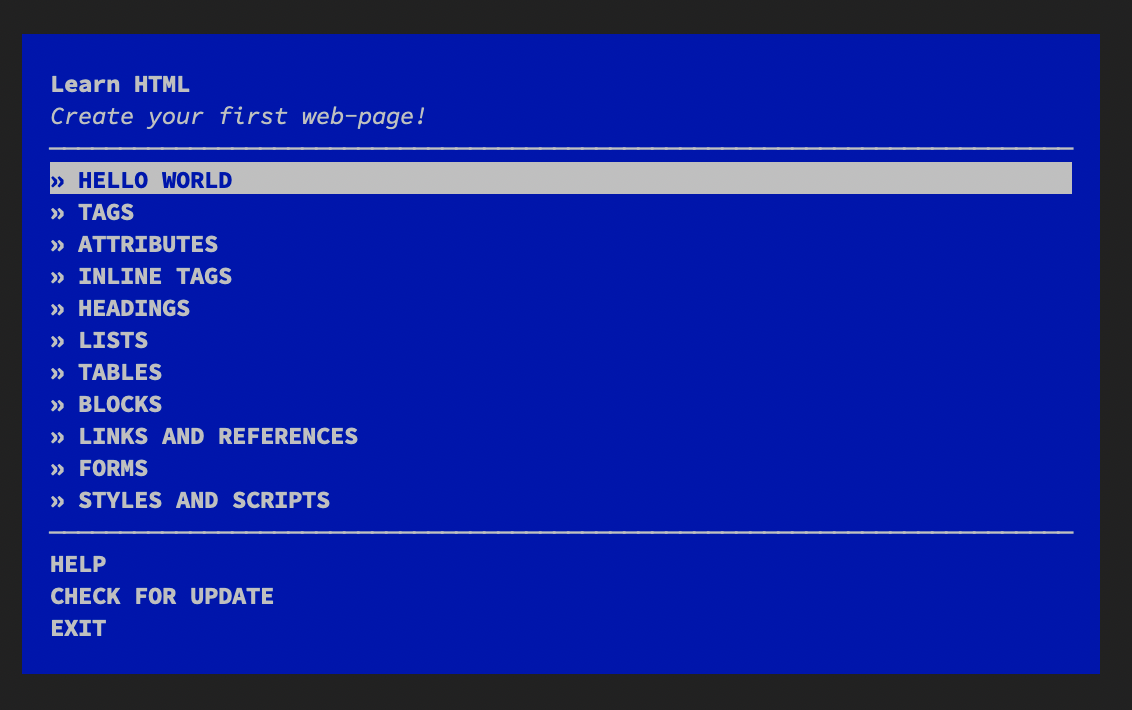 Learn HTML
Create your first web-page!
» HELLO WORLD
» TAGS
» ATTRIBUTES
» INLINE TAGS
» HEADINGS
» LISTS
» TABLES
» BLOCKS
» LINKS AND REFERENCES
» FORMS
» STYLES AND SCRIPTS
HELP
CHECK FOR UPDATE
EXIT